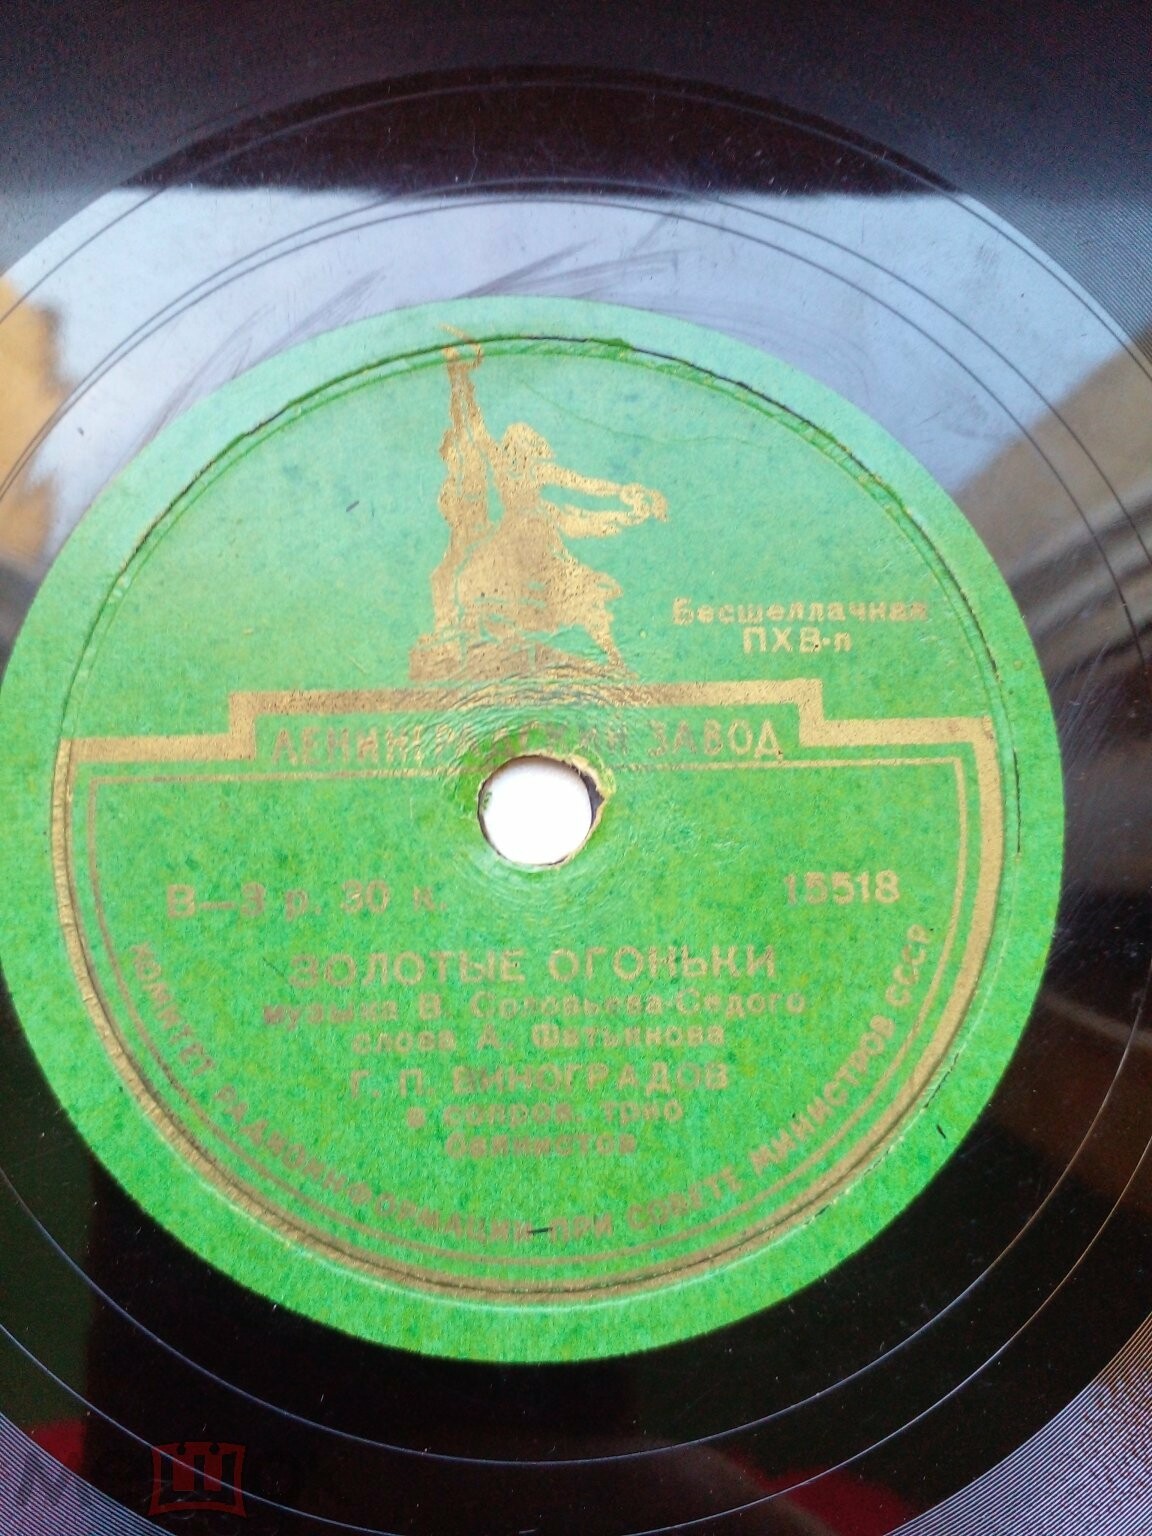 Бесшеллачная
ПХВ-п
ЛЕНИНГРАДСКИЙ ЗАВОД
В—3 р. 30 к.
15518
ЗОЛОТЫЕ ОГОНЬКИ
музыка В. Соловьева-Седого
слова А. Фатьянова
Г. П. ВИНОГРАДОВ
в сопров. трио
баянистов
КОМИТЕТ РАДИОИНФОРМАЦИИ ПРИ СОВЕТЕ МИНИСТРОВ СССР